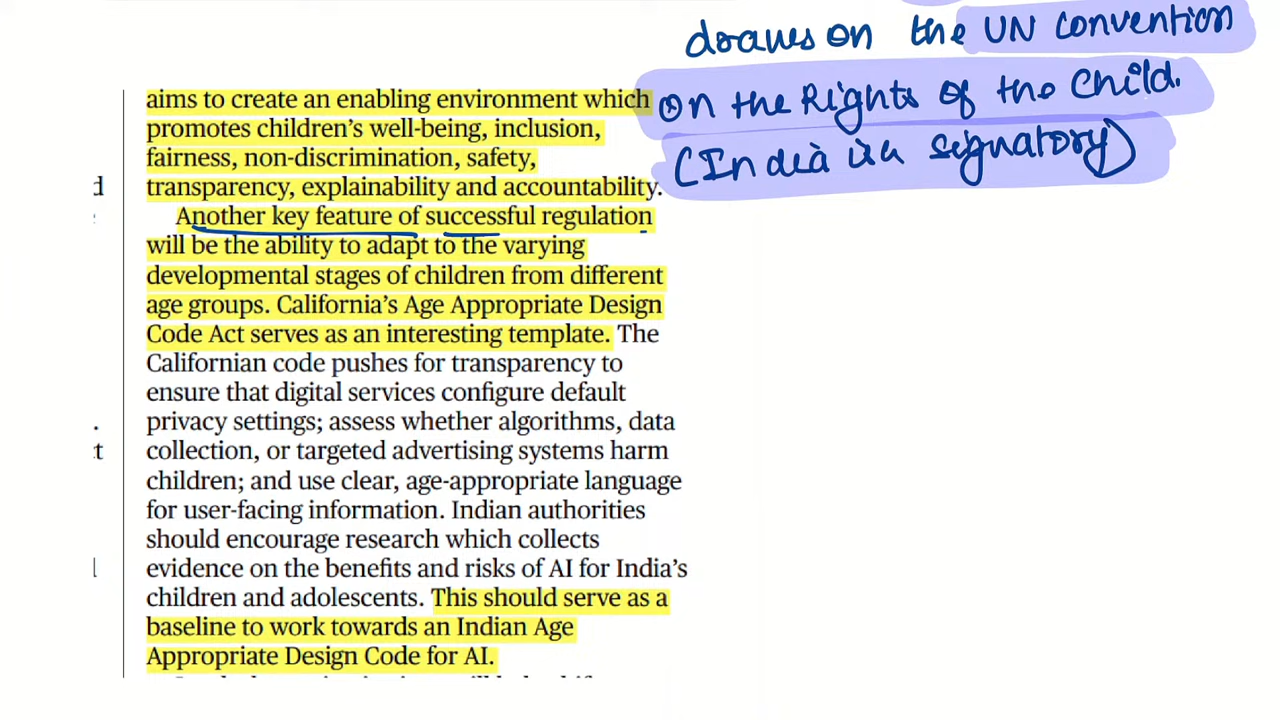 draws on the UN Convention
on the Rights of the Child.
(India is a signatory)
aims to create an enabling environment which
promotes children's well-being, inclusion,
fairness, non-discrimination, safety,
d transparency, explainability and accountability.
Another key feature of successful regulation
will be the ability to adapt to the varying
developmental stages of children from different
age groups. California's Age Appropriate Design
Code Act serves as an interesting template. The
Californian code pushes for transparency to
ensure that digital services configure default
. privacy settings; assess whether algorithms, data
t collection, or targeted advertising systems harm
children; and use clear, age-appropriate language
for user-facing information. Indian authorities
should encourage research which collects
l evidence on the benefits and risks of AI for India's
children and adolescents. This should serve as a
baseline to work towards an Indian Age
Appropriate Design Code for AI.